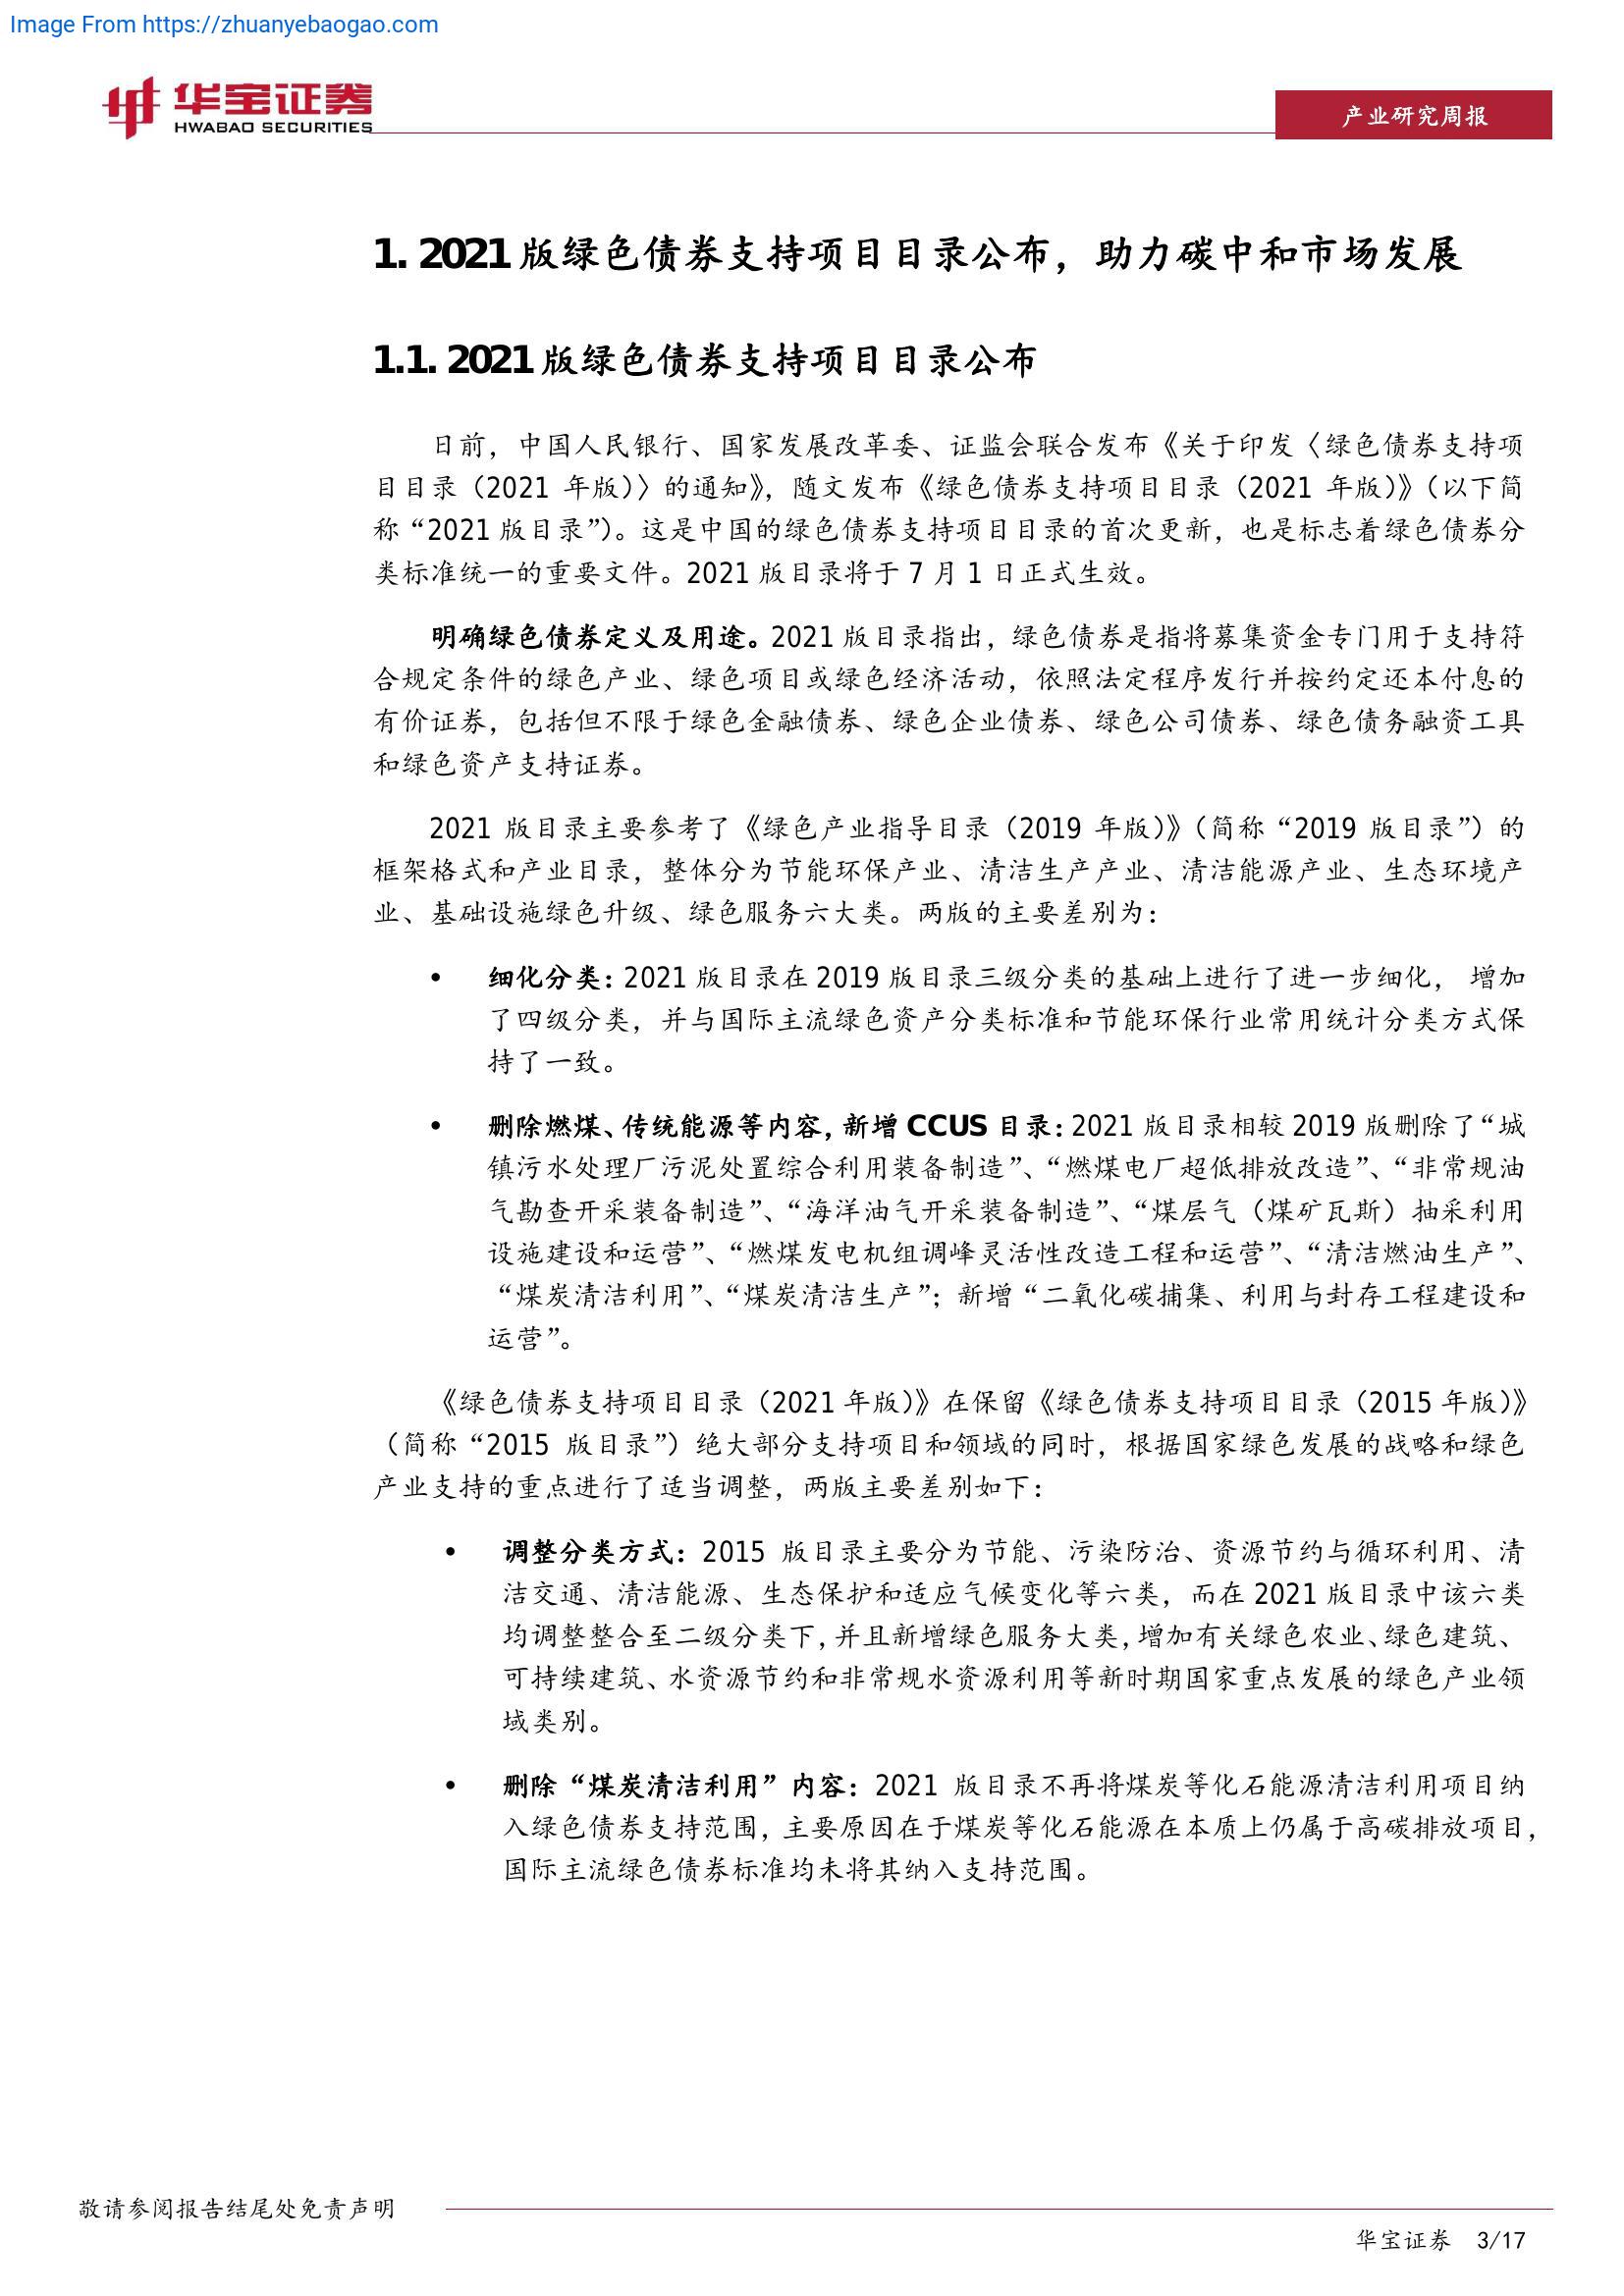 Image From https://zhuanyebaogao.com
华宝证券
HWABAO SECURITIES
产业研究周报
1. 2021 版绿色债券支持项目目录公布，助力碳中和市场发展
1.1. 2021 版绿色债券支持项目目录公布
日前，中国人民银行、国家发展改革委、证监会联合发布《关于印发〈绿色债券支持项
目目录（2021 年版）〉的通知》，随文发布《绿色债券支持项目目录（2021 年版）》（以下简
称“2021 版目录”）。这是中国的绿色债券支持项目目录的首次更新，也是标志着绿色债券分
类标准统一的重要文件。2021 版目录将于 7 月 1 日正式生效。
明确绿色债券定义及用途。2021 版目录指出，绿色债券是指将募集资金专门用于支持符
合规定条件的绿色产业、绿色项目或绿色经济活动，依照法定程序发行并按约定还本付息的
有价证券，包括但不限于绿色金融债券、绿色企业债券、绿色公司债券、绿色债务融资工具
和绿色资产支持证券。
2021 版目录主要参考了《绿色产业指导目录（2019 年版）》（简称“2019 版目录”）的
框架格式和产业目录，整体分为节能环保产业、清洁生产产业、清洁能源产业、生态环境产
业、基础设施绿色升级、绿色服务六大类。两版的主要差别为：
• 细化分类：2021 版目录在 2019 版目录三级分类的基础上进行了进一步细化， 增加
了四级分类，并与国际主流绿色资产分类标准和节能环保行业常用统计分类方式保
持了一致。
• 删除燃煤、传统能源等内容，新增 CCUS 目录：2021 版目录相较 2019 版删除了“城
镇污水处理厂污泥处置综合利用装备制造”、“燃煤电厂超低排放改造”、“非常规油
气勘查开采装备制造”、“海洋油气开采装备制造”、“煤层气（煤矿瓦斯）抽采利用
设施建设和运营”、“燃煤发电机组调峰灵活性改造工程和运营”、“清洁燃油生产”、
“煤炭清洁利用”、“煤炭清洁生产”；新增“二氧化碳捕集、利用与封存工程建设和
运营”。
《绿色债券支持项目目录（2021 年版）》在保留《绿色债券支持项目目录（2015 年版）》
（简称“2015 版目录”）绝大部分支持项目和领域的同时，根据国家绿色发展的战略和绿色
产业支持的重点进行了适当调整，两版主要差别如下：
• 调整分类方式：2015 版目录主要分为节能、污染防治、资源节约与循环利用、清
洁交通、清洁能源、生态保护和适应气候变化等六类，而在 2021 版目录中该六类
均调整整合至二级分类下，并且新增绿色服务大类，增加有关绿色农业、绿色建筑、
可持续建筑、水资源节约和非常规水资源利用等新时期国家重点发展的绿色产业领
域类别。
• 删除“煤炭清洁利用”内容：2021 版目录不再将煤炭等化石能源清洁利用项目纳
入绿色债券支持范围，主要原因在于煤炭等化石能源在本质上仍属于高碳排放项目，
国际主流绿色债券标准均未将其纳入支持范围。
敬请参阅报告结尾处免责声明
华宝证券 3/17